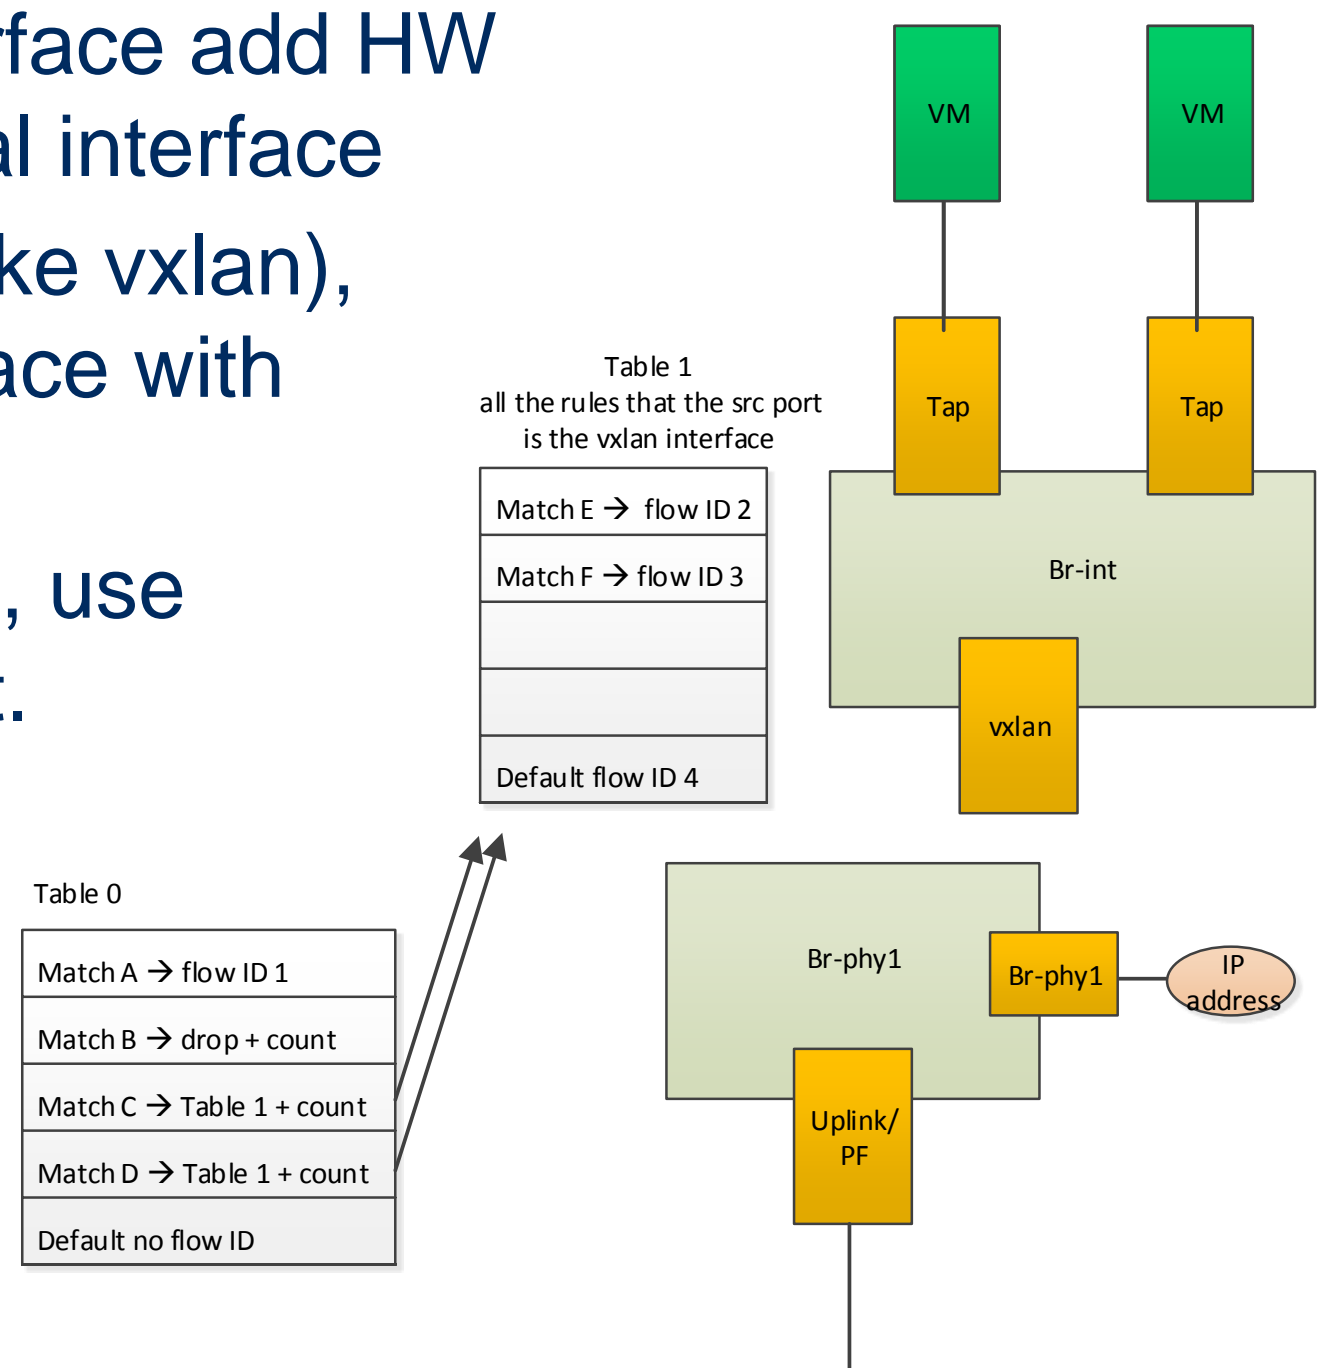 rface add HW
al interface
ke vxlan),
ace with
, use
t.
Table 1
all the rules that the src port
is the vxlan interface
Match E → flow ID 2
Match F → flow ID 3
Default flow ID 4
Table 0
Match A → flow ID 1
Match B → drop + count
Match C → Table 1 + count
Match D → Table 1 + count
Default no flow ID
VM
VM
Tap
Tap
Br-int
vxlan
Br-phy1
Br-phy1
IP
address
Uplink/
PF